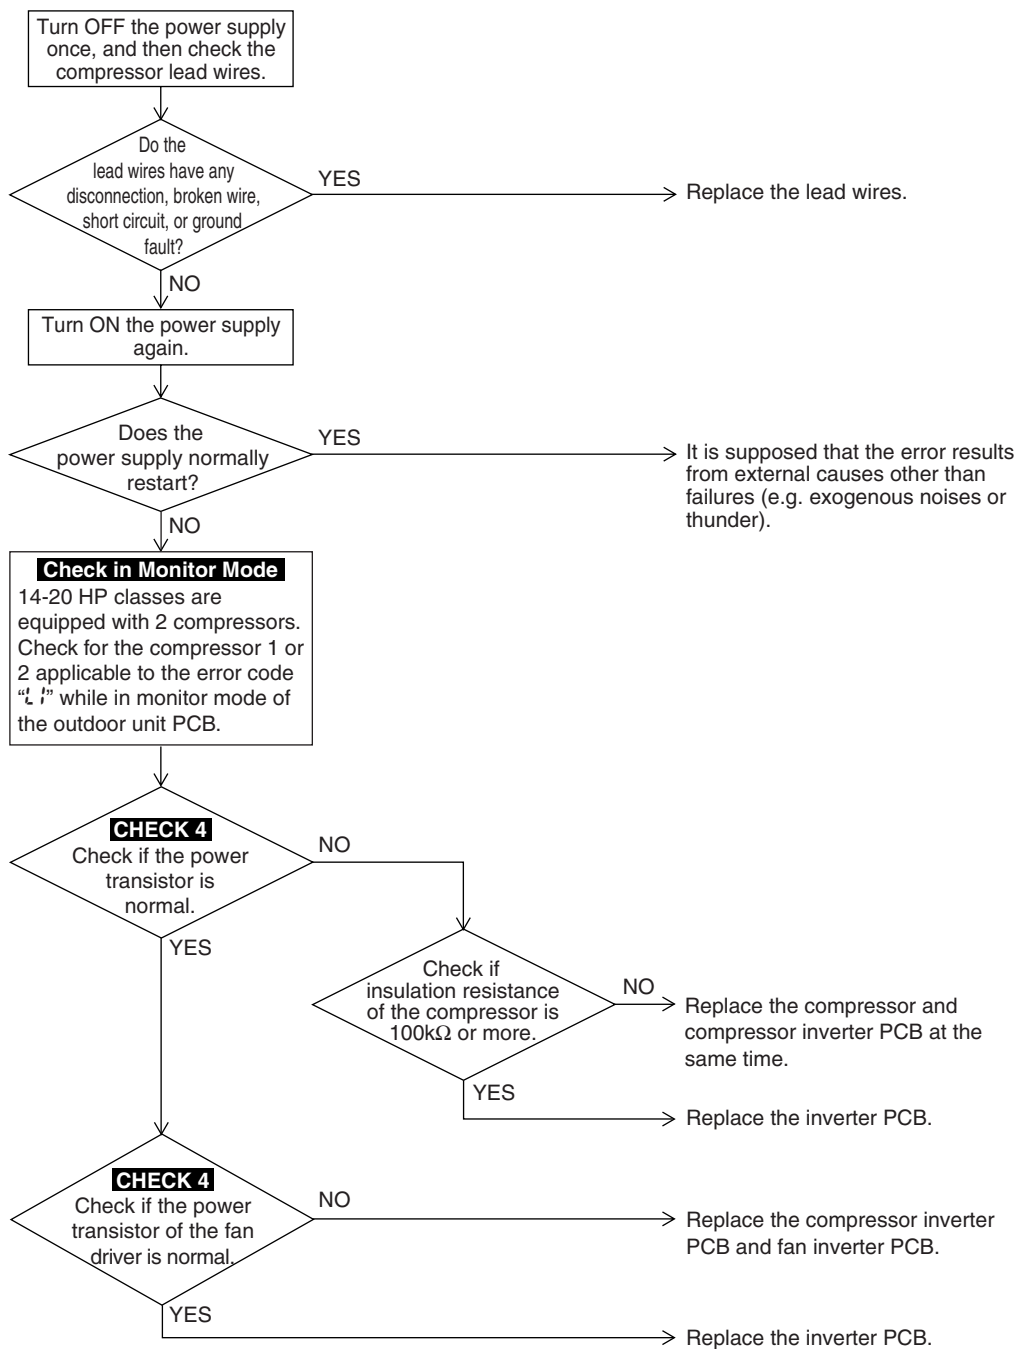 Turn OFF the power supply
once, and then check the
compressor lead wires.
Do the
lead wires have any
disconnection, broken wire,
short circuit, or ground
fault?
YES
Replace the lead wires.
NO
Turn ON the power supply
again.
Does the
power supply normally
restart?
YES
It is supposed that the error results
from external causes other than
failures (e.g. exogenous noises or
thunder).
NO
Check in Monitor Mode
14-20 HP classes are
equipped with 2 compressors.
Check for the compressor 1 or
2 applicable to the error code
“L1” while in monitor mode of
the outdoor unit PCB.
CHECK 4
Check if the power
transistor is
normal.
NO
YES
Check if
insulation resistance
of the compressor is
100kΩ or more.
NO
Replace the compressor and
compressor inverter PCB at the
same time.
YES
Replace the inverter PCB.
CHECK 4
Check if the power
transistor of the fan
driver is normal.
NO
Replace the compressor inverter
PCB and fan inverter PCB.
YES
Replace the inverter PCB.